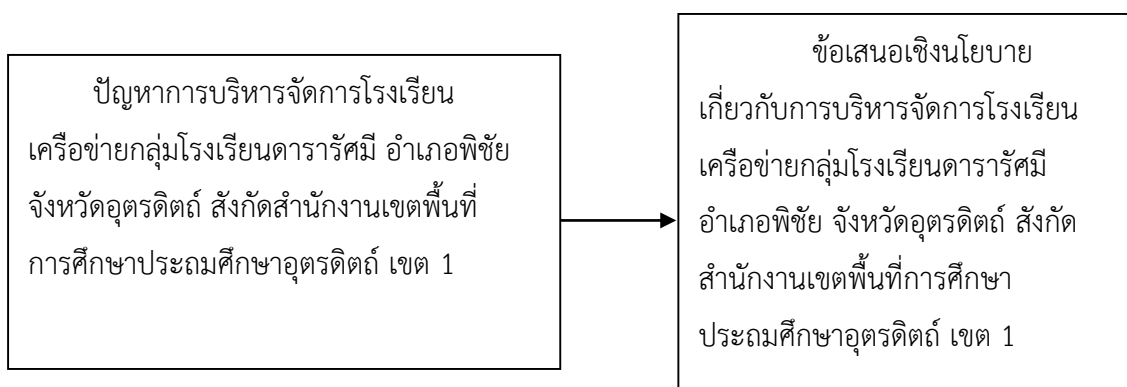 ปัญหาการบริหารจัดการโรงเรียน
เครือข่ายกลุ่มโรงเรียนดารารัศมี อำเภอพิชัย
จังหวัดอุตรดิตถ์ สังกัดสำนักงานเขตพื้นที่
การศึกษาประถมศึกษาอุตรดิตถ์ เขต 1
ข้อเสนอเชิงนโยบาย
เกี่ยวกับการบริหารจัดการโรงเรียน
เครือข่ายกลุ่มโรงเรียนดารารัศมี
อำเภอพิชัย จังหวัดอุตรดิตถ์ สังกัด
สำนักงานเขตพื้นที่การศึกษา
ประถมศึกษาอุตรดิตถ์ เขต 1